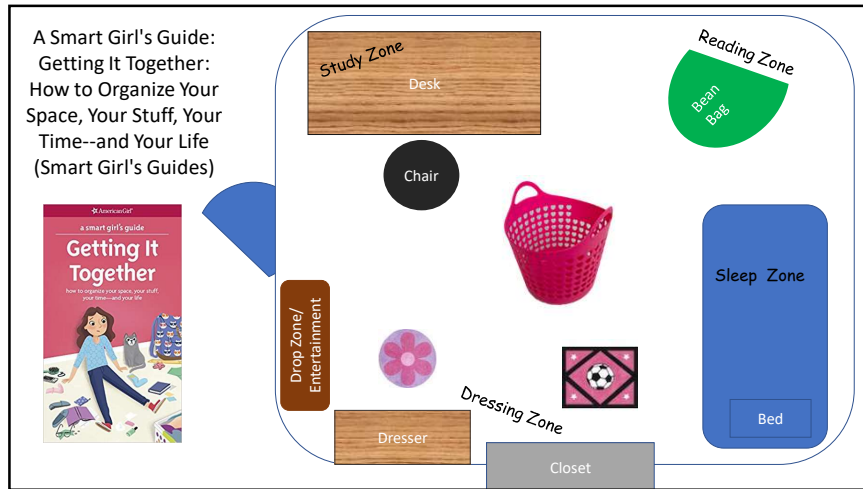 A Smart Girl's Guide:
Getting It Together:
How to Organize Your
Space, Your Stuff, Your
Time--and Your Life
(Smart Girl's Guides)
American Girl®
a smart girl's guide
Getting It
Together
how to organize your space, your stuff,
your time—and your life
Study Zone
Desk
Chair
Reading Zone
Bean
Bag
Sleep Zone
Bed
Drop Zone/
Entertainment
Dressing Zone
Dresser
Closet